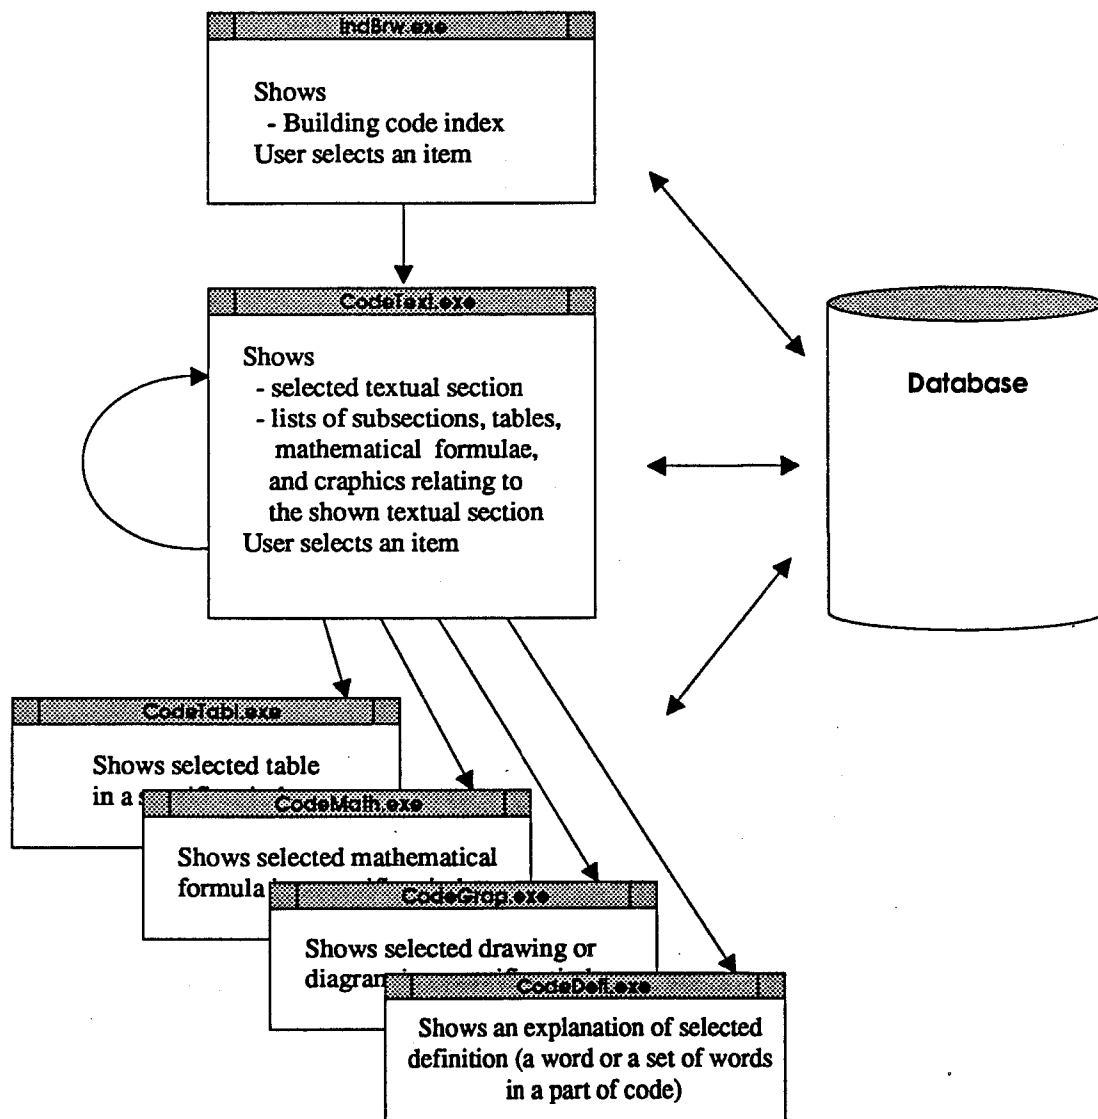 IndBrw.exe
Shows
- Building code index
User selects an item
CodeText.exe
Shows
- selected textual section
- lists of subsections, tables,
mathematical formulae,
and craphics relating to
the shown textual section
User selects an item
Database
CodeTabl.exe
Shows selected table
in a
CodeMath.exe
Shows selected mathematical
formula
CodeGrap.exe
Shows selected drawing or
diagram
CodeDefi.exe
Shows an explanation of selected
definition (a word or a set of words
in a part of code)